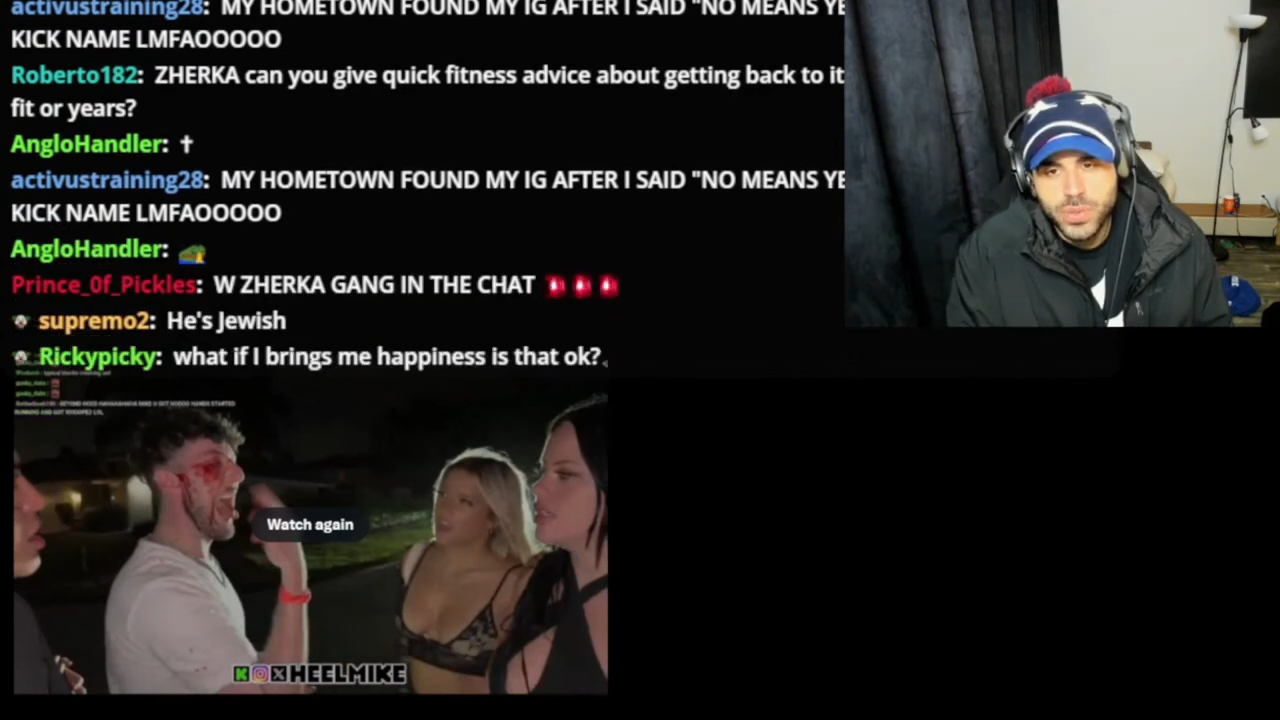 activustraining28: MY HOMETOWN FOUND MY IG AFTER I SAID "NO MEANS YE
KICK NAME LMFAOOOOO
Roberto182: ZHERKA can you give quick fitness advice about getting back to it
fit or years?
AngloHandler: ✝
activustraining28: MY HOMETOWN FOUND MY IG AFTER I SAID "NO MEANS YE
KICK NAME LMFAOOOOO
AngloHandler:
Prince_0f_Pickles: W ZHERKA GANG IN THE CHAT
supremo2: He's Jewish
Rickypicky: what if I brings me happiness is that ok?
Watch again
HEELMIKE